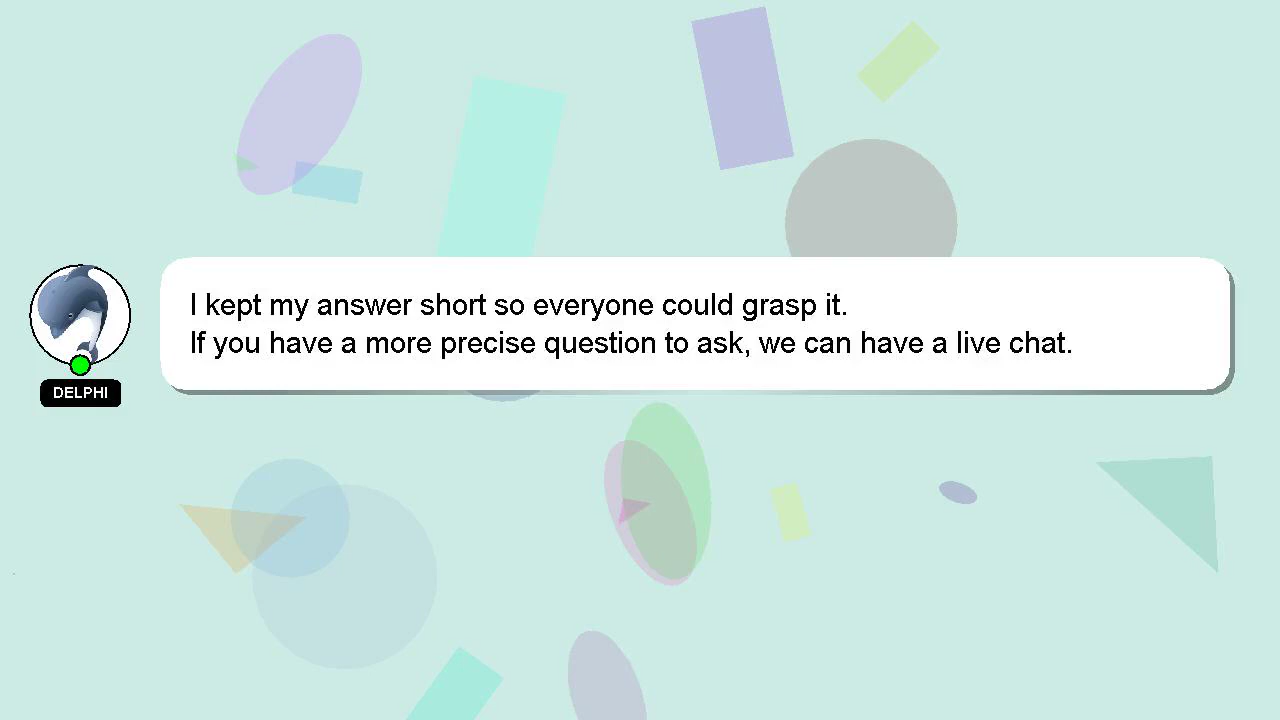 I kept my answer short so everyone could grasp it.
If you have a more precise question to ask, we can have a live chat.
DELPHI